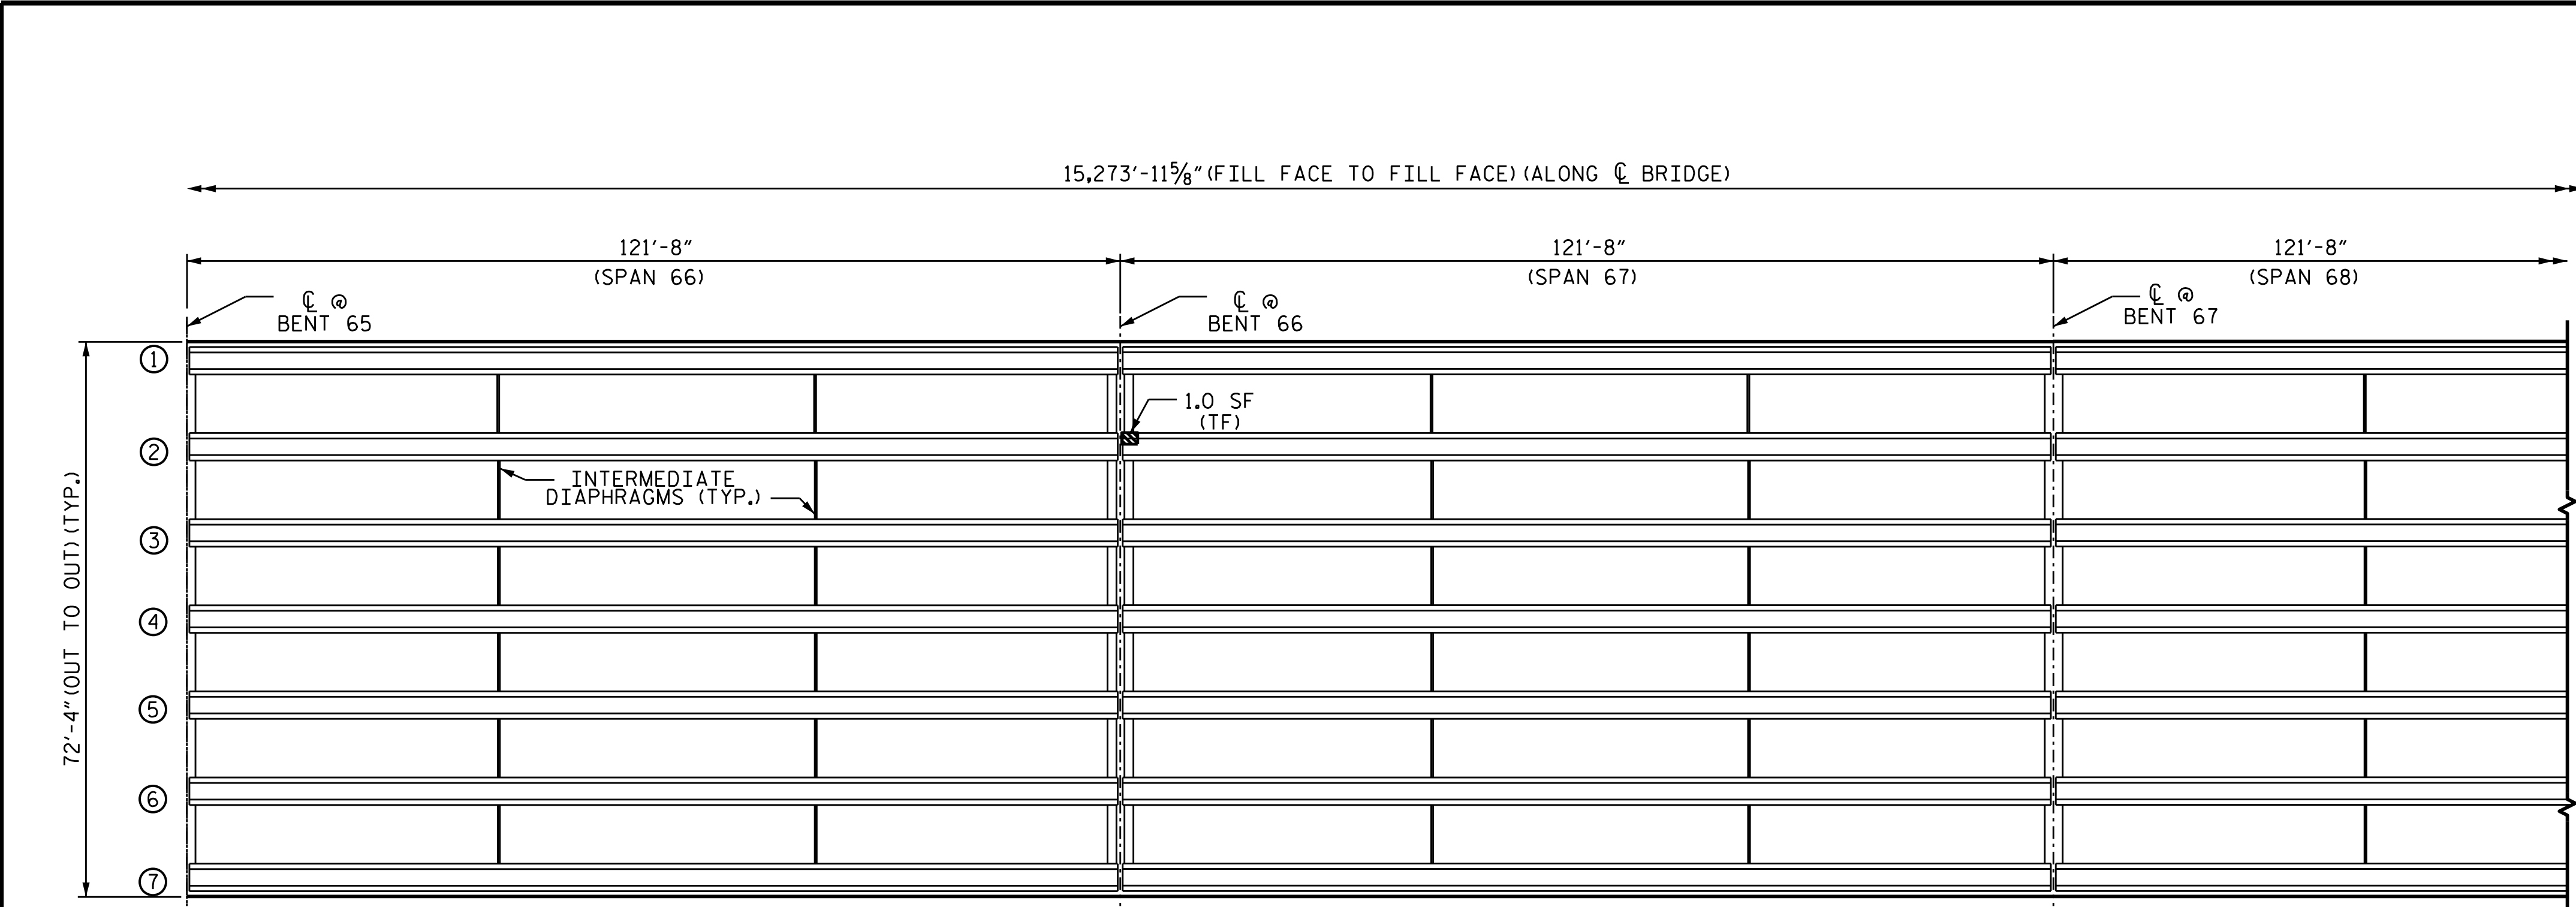 15,273'-11⅝" (FILL FACE TO FILL FACE) (ALONG ℄ BRIDGE)
121'-8"
(SPAN 66)
121'-8"
(SPAN 67)
121'-8"
(SPAN 68)
℄ @
BENT 65
℄ @
BENT 66
℄ @
BENT 67
1
1.0 SF
(TF)
2
INTERMEDIATE
DIAPHRAGMS (TYP.)
3
72'-4" (OUT TO OUT) (TYP.)
4
5
6
7